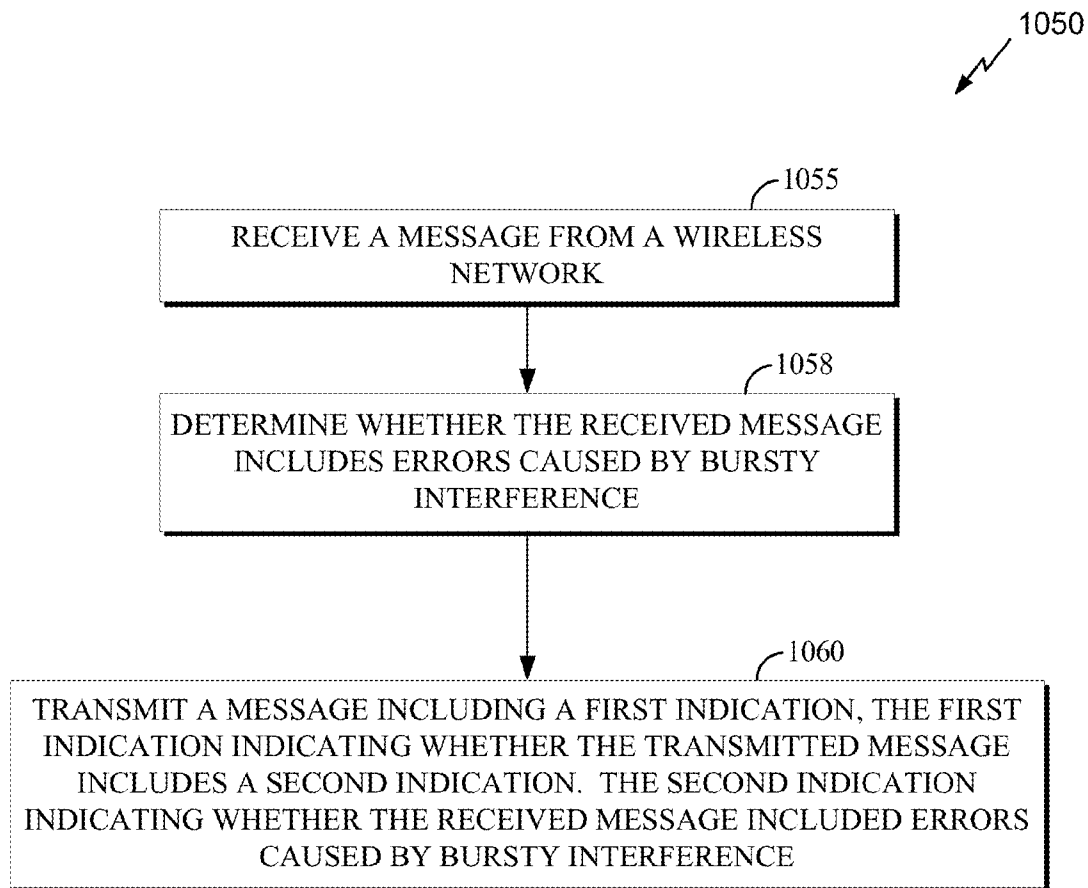 1050
1055
RECEIVE A MESSAGE FROM A WIRELESS
NETWORK
1058
DETERMINE WHETHER THE RECEIVED MESSAGE
INCLUDES ERRORS CAUSED BY BURSTY
INTERFERENCE
1060
TRANSMIT A MESSAGE INCLUDING A FIRST INDICATION, THE FIRST
INDICATION INDICATING WHETHER THE TRANSMITTED MESSAGE
INCLUDES A SECOND INDICATION. THE SECOND INDICATION
INDICATING WHETHER THE RECEIVED MESSAGE INCLUDED ERRORS
CAUSED BY BURSTY INTERFERENCE